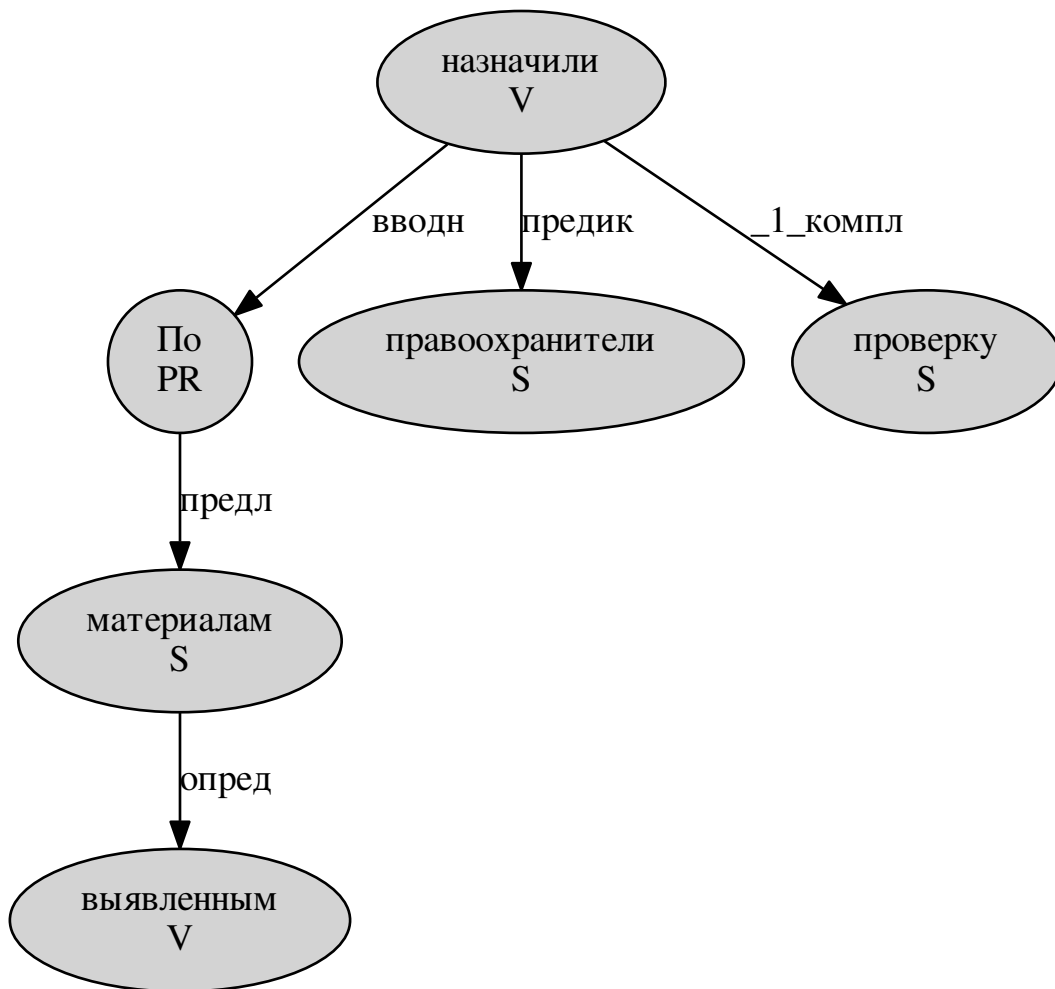 назначили
V
вводн
предик
_1_компл
По
PR
правоохранители
S
проверку
S
предл
материалам
S
опред
выявленным
V